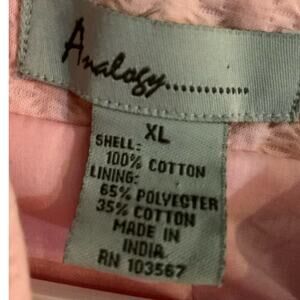 Analogy...............
XL
SHELL:
100% COTTON
LINING:
65% POLYESTER
35% COTTON
MADE IN
INDIA
RN 103567